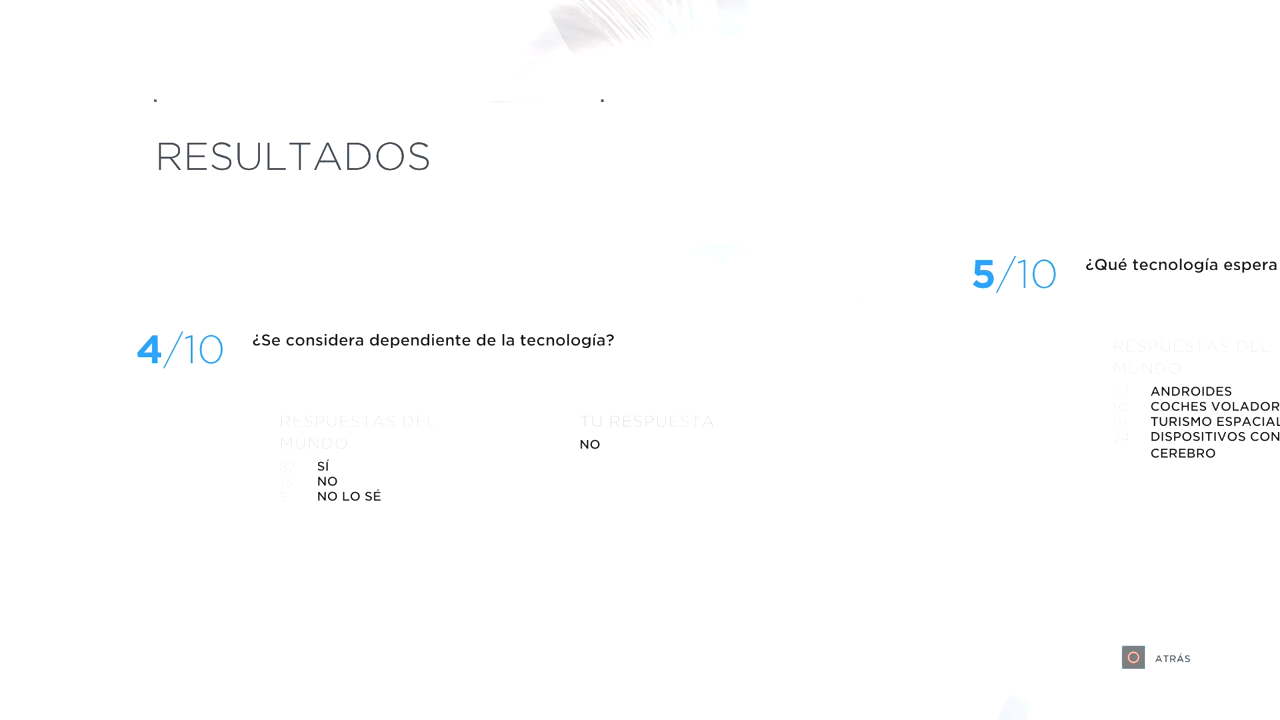 RESULTADOS
4/10 ¿Se considera dependiente de la tecnología?
RESPUESTAS DEL
MUNDO
SÍ
NO
NO LO SÉ
TU RESPUESTA
NO
5/10 ¿Qué tecnología espera
RESPUESTAS DEL
MUNDO
ANDROIDES
COCHES VOLADOR
TURISMO ESPACIAL
DISPOSITIVOS CON
CEREBRO
ATRÁS